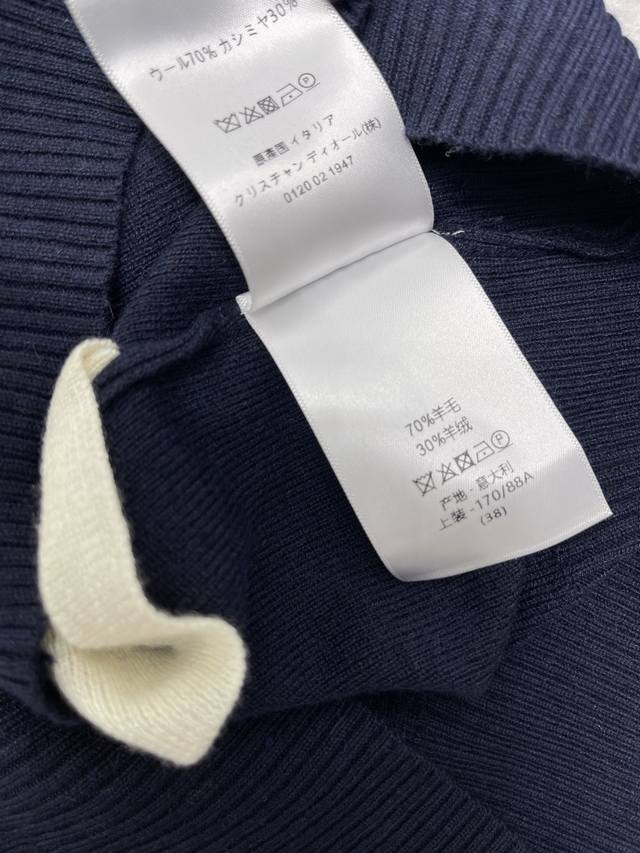 ウール70% カシミヤ30%
原産国 イタリア
クリスチャン ディオール(株)
0120 02 1947
70%羊毛
30%羊绒
P
产地 - 意大利
上装 - 170/88A
(38)